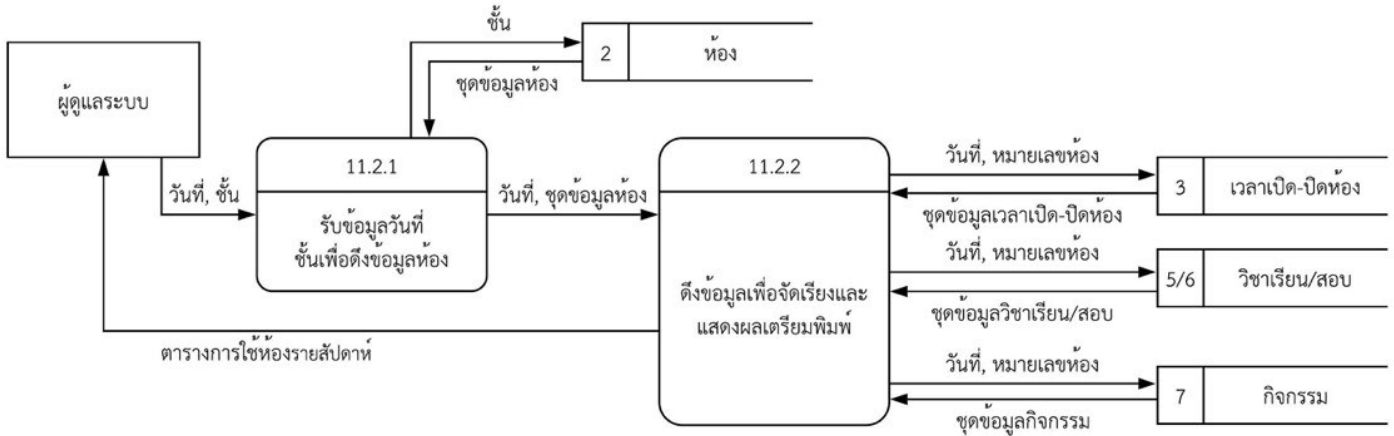 ชั้น
2 ห้อง
ชุดข้อมูลห้อง
ผู้ดูแลระบบ
วันที่, ชั้น
11.2.1
รับข้อมูลวันที่
ชั้นเพื่อดึงข้อมูลห้อง
วันที่, ชุดข้อมูลห้อง
11.2.2
ดึงข้อมูลเพื่อจัดเรียงและ
แสดงผลเตรียมพิมพ์
วันที่, หมายเลขห้อง
3 เวลาเปิด-ปิดห้อง
ชุดข้อมูลเวลาเปิด-ปิดห้อง
วันที่, หมายเลขห้อง
5/6 วิชาเรียน/สอบ
ชุดข้อมูลวิชาเรียน/สอบ
ตารางการใช้ห้องรายสัปดาห์
วันที่, หมายเลขห้อง
7 กิจกรรม
ชุดข้อมูลกิจกรรม